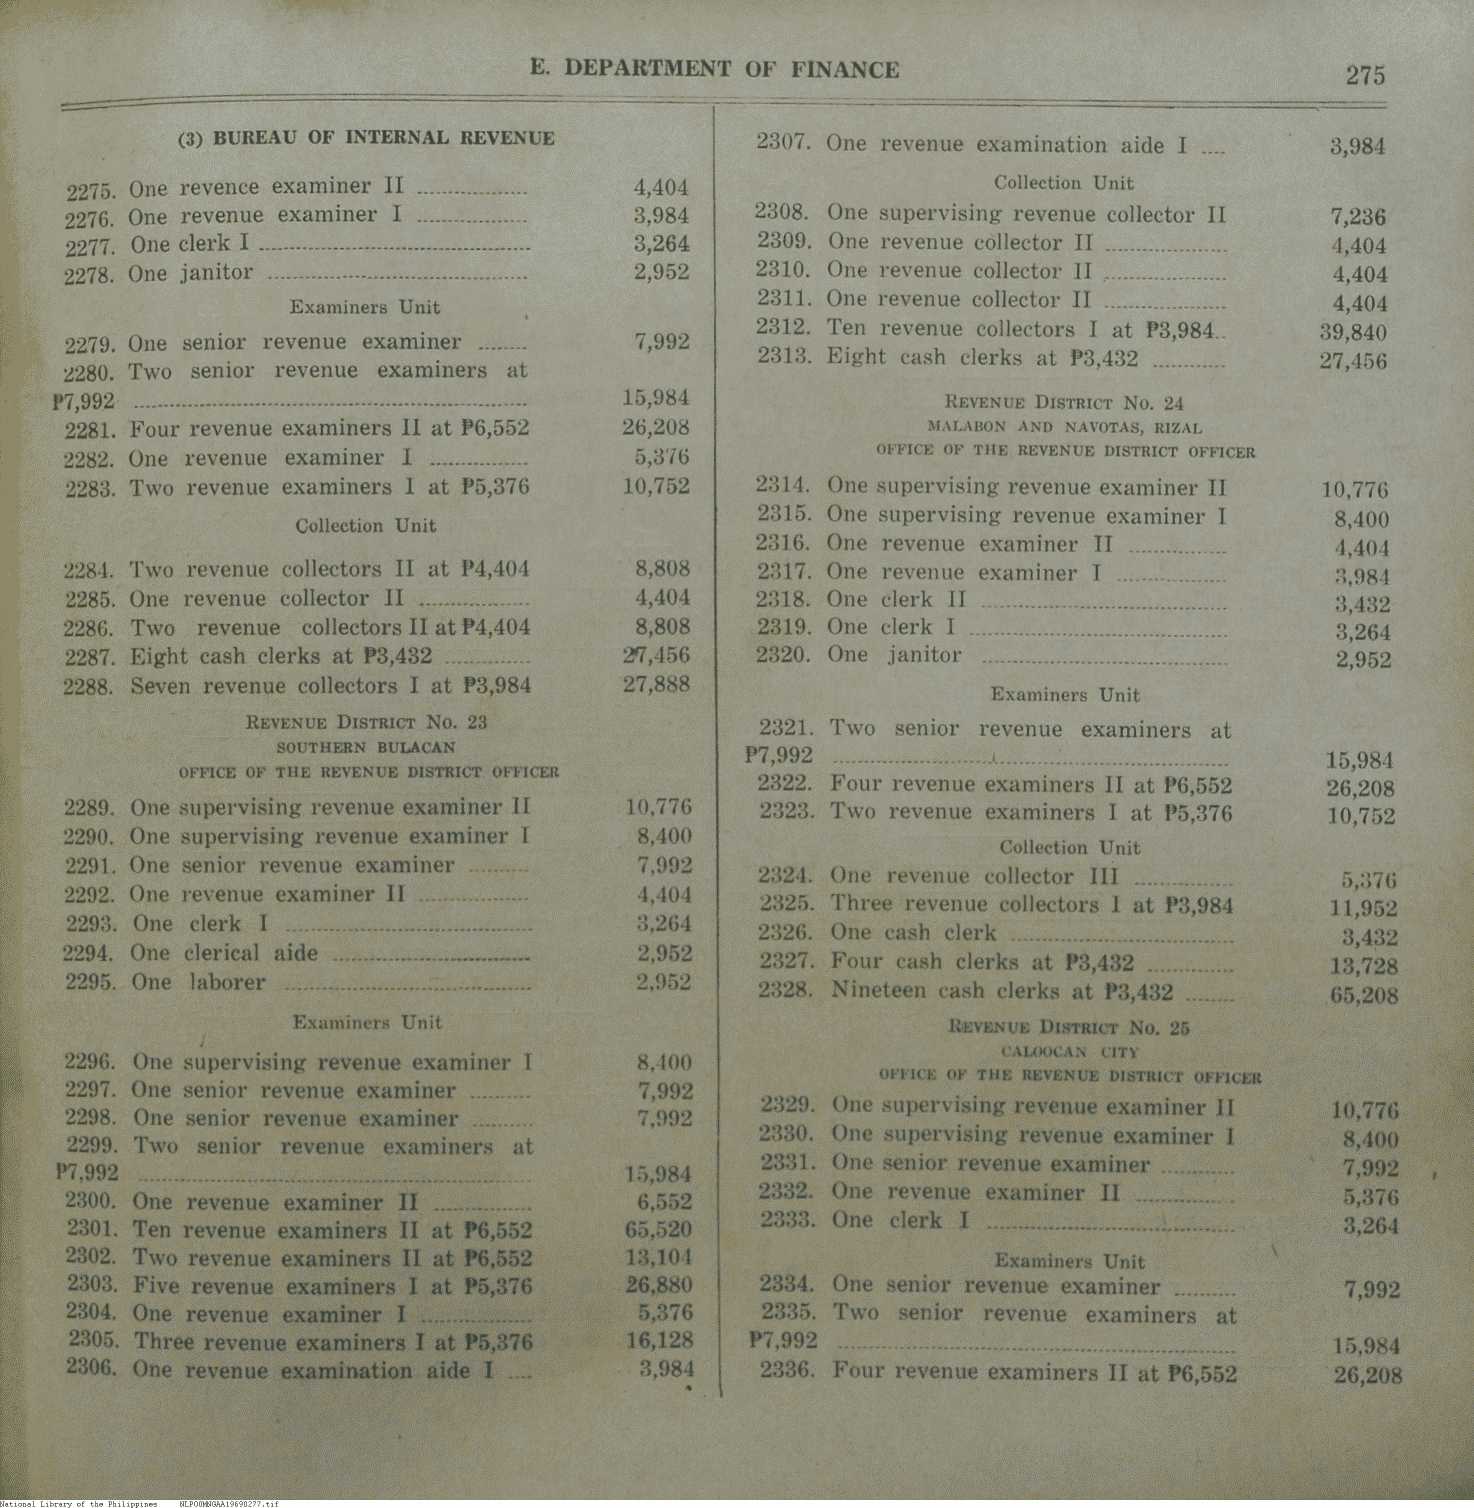 E. DEPARTMENT OF FINANCE
275
(3) BUREAU OF INTERNAL REVENUE
2275. One revence examiner II ................. 4,404
2276. One revenue examiner I ................. 3,984
2277. One clerk I ................. 3,264
2278. One janitor ................. 2,952
Examiners Unit
2279. One senior revenue examiner ........ 7,992
2280. Two senior revenue examiners at
₱7,992 ................. 15,984
2281. Four revenue examiners II at ₱6,552 26,208
2282. One revenue examiner I ................ 5,376
2283. Two revenue examiners I at ₱5,376 10,752
Collection Unit
2284. Two revenue collectors II at ₱4,404 8,808
2285. One revenue collector II ................. 4,404
2286. Two revenue collectors II at ₱4,404 8,808
2287. Eight cash clerks at ₱3,432 .............. 27,456
2288. Seven revenue collectors I at ₱3,984 27,888
REVENUE DISTRICT NO. 23
SOUTHERN BULACAN
OFFICE OF THE REVENUE DISTRICT OFFICER
2289. One supervising revenue examiner II 10,776
2290. One supervising revenue examiner I 8,400
2291. One senior revenue examiner .......... 7,992
2292. One revenue examiner II ................. 4,404
2293. One clerk I ................. 3,264
2294. One clerical aide ................. 2,952
2295. One laborer ................. 2,952
Examiners Unit
2296. One supervising revenue examiner I 8,400
2297. One senior revenue examiner .......... 7,992
2298. One senior revenue examiner .......... 7,992
2299. Two senior revenue examiners at
₱7,992 ................. 15,984
2300. One revenue examiner II ................ 6,552
2301. Ten revenue examiners II at ₱6,552 65,520
2302. Two revenue examiners II at ₱6,552 13,104
2303. Five revenue examiners I at ₱5,376 26,880
2304. One revenue examiner I ................. 5,376
2305. Three revenue examiners I at ₱5,376 16,128
2306. One revenue examination aide I .... 3,984
2307. One revenue examination aide I .... 3,984
Collection Unit
2308. One supervising revenue collector II 7,236
2309. One revenue collector II ................. 4,404
2310. One revenue collector II ................. 4,404
2311. One revenue collector II ................. 4,404
2312. Ten revenue collectors I at ₱3,984.. 39,840
2313. Eight cash clerks at ₱3,432 ............ 27,456
REVENUE DISTRICT NO. 24
MALABON AND NAVOTAS, RIZAL
OFFICE OF THE REVENUE DISTRICT OFFICER
2314. One supervising revenue examiner II 10,776
2315. One supervising revenue examiner I 8,400
2316. One revenue examiner II ................ 4,404
2317. One revenue examiner I ................. 3,984
2318. One clerk II ................. 3,432
2319. One clerk I ................. 3,264
2320. One janitor ................. 2,952
Examiners Unit
2321. Two senior revenue examiners at
₱7,992 ................. 15,984
2322. Four revenue examiners II at ₱6,552 26,208
2323. Two revenue examiners I at ₱5,376 10,752
Collection Unit
2324. One revenue collector III ................ 5,376
2325. Three revenue collectors I at ₱3,984 11,952
2326. One cash clerk ................. 3,432
2327. Four cash clerks at ₱3,432 .............. 13,728
2328. Nineteen cash clerks at ₱3,432 ........ 65,208
REVENUE DISTRICT NO. 25
CALOOCAN CITY
OFFICE OF THE REVENUE DISTRICT OFFICER
2329. One supervising revenue examiner II 10,776
2330. One supervising revenue examiner I 8,400
2331. One senior revenue examiner ............ 7,992
2332. One revenue examiner II ................ 5,376
2333. One clerk I ................. 3,264
Examiners Unit
2334. One senior revenue examiner .......... 7,992
2335. Two senior revenue examiners at
₱7,992 ................. 15,984
2336. Four revenue examiners II at ₱6,552 26,208
National Library of the Philippines NLPOOMNGAA19690277.tif